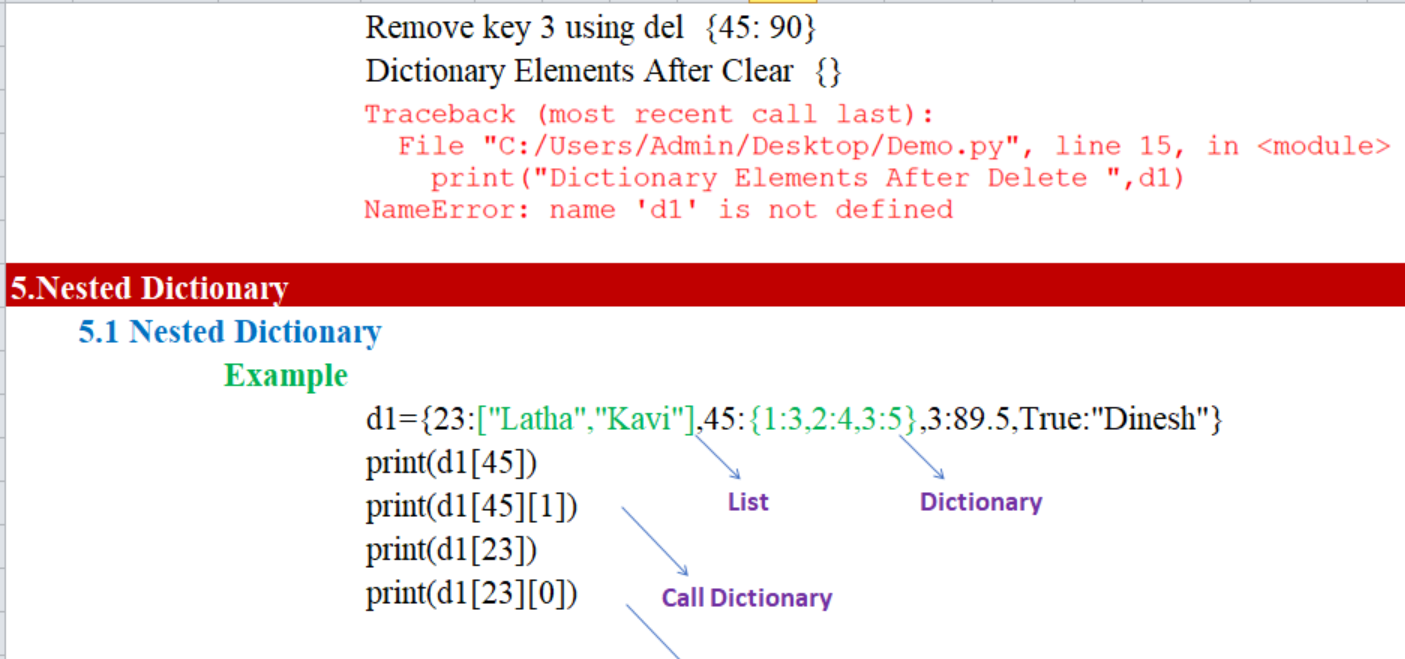 Remove key 3 using del {45: 90}
Dictionary Elements After Clear {}
Traceback (most recent call last):
File "C:/Users/Admin/Desktop/Demo.py", line 15, in <module>
print("Dictionary Elements After Delete ",d1)
NameError: name 'd1' is not defined
5.Nested Dictionary
5.1 Nested Dictionary
Example
d1={23:["Latha","Kavi"],45:{1:3,2:4,3:5},3:89.5,True:"Dinesh"}
print(d1[45])
print(d1[45][1])
List
Dictionary
print(d1[23])
print(d1[23][0])
Call Dictionary